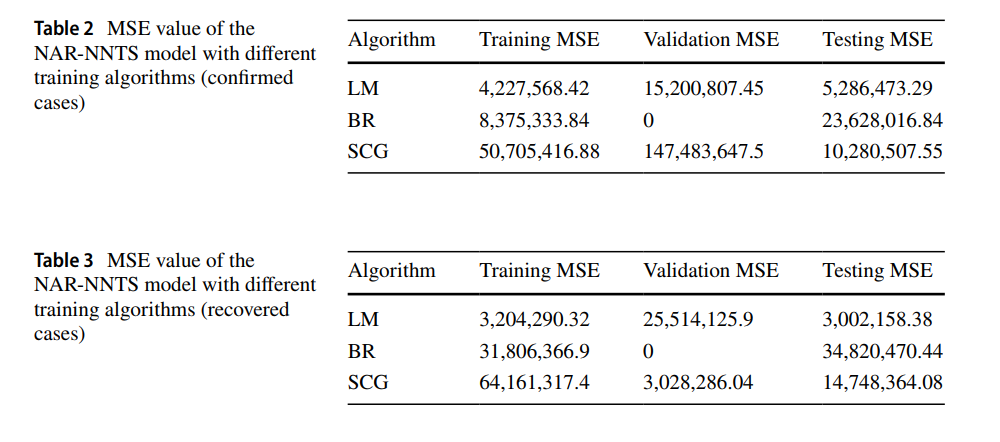 Table 2 MSE value of the
NAR-NNTS model with different
training algorithms (confirmed
cases)
Algorithm Training MSE Validation MSE Testing MSE
LM 4,227,568.42 15,200,807.45 5,286,473.29
BR 8,375,333.84 0 23,628,016.84
SCG 50,705,416.88 147,483,647.5 10,280,507.55
Table 3 MSE value of the
NAR-NNTS model with different
training algorithms (recovered
cases)
Algorithm Training MSE Validation MSE Testing MSE
LM 3,204,290.32 25,514,125.9 3,002,158.38
BR 31,806,366.9 0 34,820,470.44
SCG 64,161,317.4 3,028,286.04 14,748,364.08